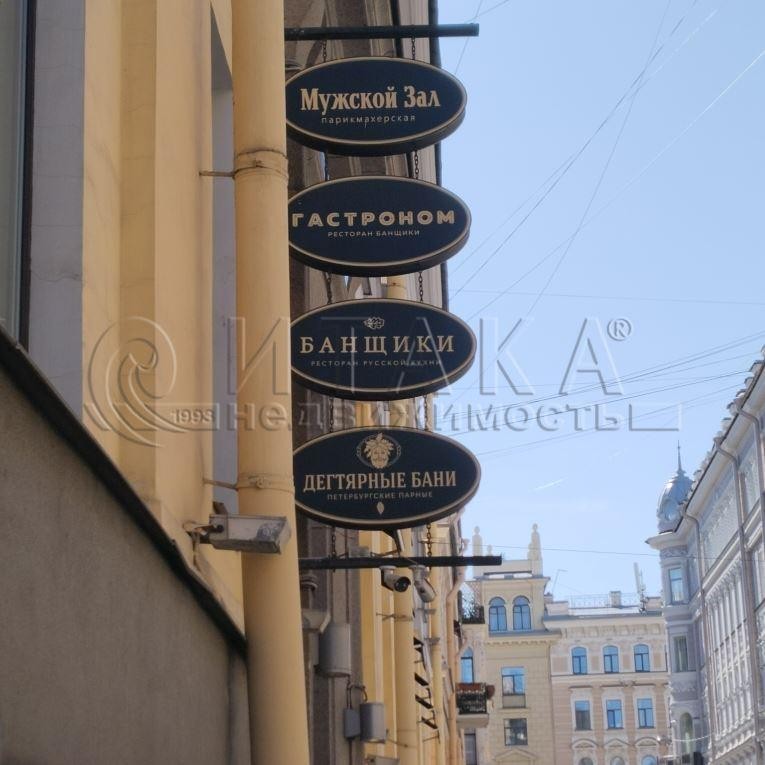 Мужской Зал
парикмахерская
ГАСТРОНОМ
РЕСТОРАН БАНЩИКИ
БАНЩИКИ
РЕСТОРАН РУССКОЙ КУХНИ
ИТАКА®
1993 недвижимость
ДЕГТЯРНЫЕ БАНИ
ПЕТЕРБУРГСКИЕ ПАРНЫЕ